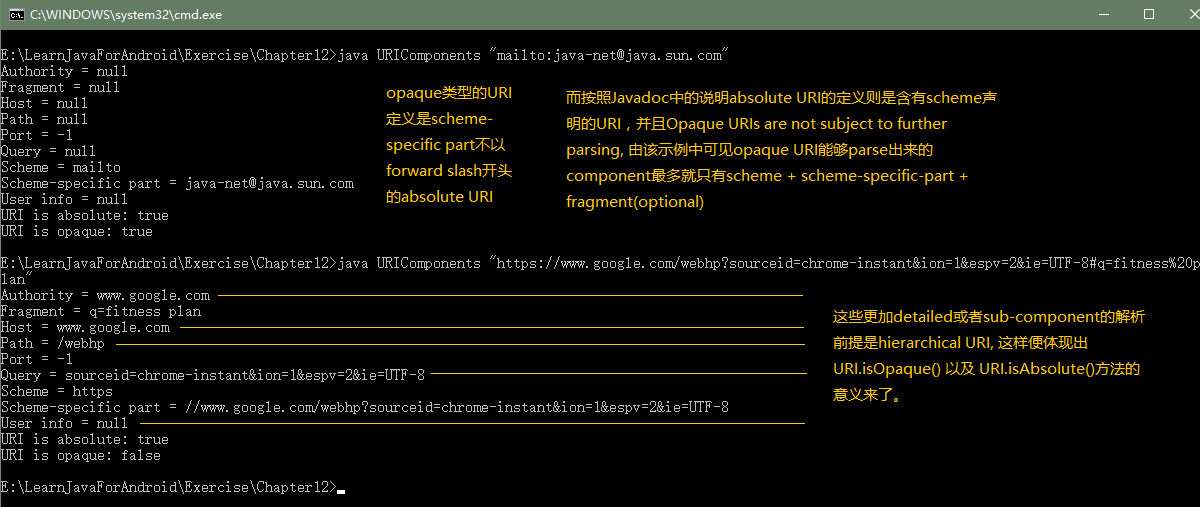 C:\WINDOWS\system32\cmd.exe
E:\LearnJavaForAndroid\Exercise\Chapter12>java URIComponents "mailto:java-net@java.sun.com"
Authority = null
Fragment = null
Host = null
Path = null
Port = -1
Query = null
Scheme = mailto
Scheme-specific part = java-net@java.sun.com
User info = null
URI is absolute: true
URI is opaque: true
opaque类型的URI
定义是scheme-
specific part不以
forward slash开头
的absolute URI
而按照Javadoc中的说明absolute URI的定义则是含有scheme声
明的URI，并且Opaque URIs are not subject to further
parsing, 由该示例中可见opaque URI能够parse出来的
component最多就只有scheme + scheme-specific-part +
fragment(optional)
E:\LearnJavaForAndroid\Exercise\Chapter12>java URIComponents "https://www.google.com/webhp?sourceid=chrome-instant&ion=1&espv=2&ie=UTF-8#q=fitness%20p
lan"
Authority = www.google.com
Fragment = q=fitness plan
Host = www.google.com
Path = /webhp
Port = -1
Query = sourceid=chrome-instant&ion=1&espv=2&ie=UTF-8
Scheme = https
Scheme-specific part = //www.google.com/webhp?sourceid=chrome-instant&ion=1&espv=2&ie=UTF-8
User info = null
URI is absolute: true
URI is opaque: false
这些更加detailed或者sub-component的解析
前提是hierarchical URI, 这样便体现出
URI.isOpaque() 以及 URI.isAbsolute()方法的
意义来了。
E:\LearnJavaForAndroid\Exercise\Chapter12>